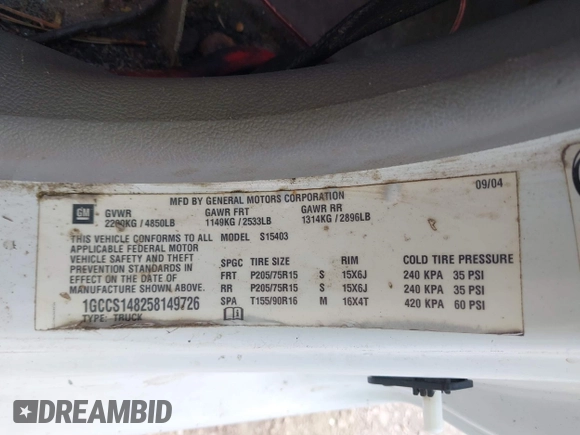 MFD BY GENERAL MOTORS CORPORATION 09/04
GM GVWR GAWR FRT GAWR RR
2200KG / 4850LB 1149KG / 2533LB 1314KG / 2896LB
THIS VEHICLE CONFORMS TO ALL MODEL S15403
APPLICABLE FEDERAL MOTOR
VEHICLE SAFETY AND THEFT SPGC TIRE SIZE RIM COLD TIRE PRESSURE
PREVENTION STANDARDS IN FRT P205/75R15 S 15X6J 240 KPA 35 PSI
EFFECT ON THE DATE OF RR P205/75R15 S 15X6J 240 KPA 35 PSI
MANUFACTURE SHOWN ABOVE. SPA T155/90R16 M 16X4T 420 KPA 60 PSI
1GCCS148258149726
TYPE: TRUCK
DREAMBID